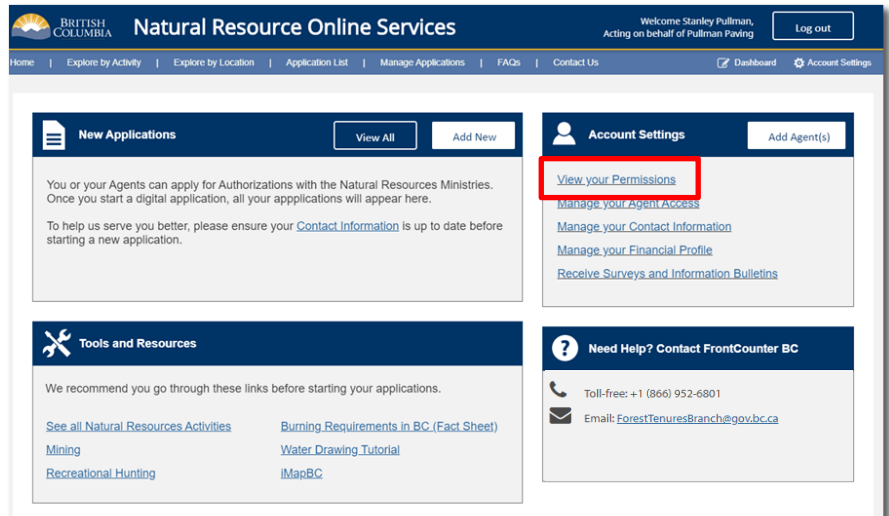 BRITISH
COLUMBIA
Natural Resource Online Services
Welcome Stanley Pullman,
Acting on behalf of Pullman Paving
Log out
Home | Explore by Activity | Explore by Location | Application List | Manage Applications | FAQs | Contact Us
Dashboard
Account Settings
New Applications
View All
Add New
You or your Agents can apply for Authorizations with the Natural Resources Ministries.
Once you start a digital application, all your appplications will appear here.
To help us serve you better, please ensure your Contact Information is up to date before
starting a new application.
Account Settings
Add Agent(s)
View your Permissions
Manage your Agent Access
Manage your Contact Information
Manage your Financial Profile
Receive Surveys and Information Bulletins
Tools and Resources
We recommend you go through these links before starting your applications.
See all Natural Resources Activities
Mining
Recreational Hunting
Burning Requirements in BC (Fact Sheet)
Water Drawing Tutorial
iMapBC
? Need Help? Contact FrontCounter BC
Toll-free: +1 (866) 952-6801
Email: ForestTenuresBranch@gov.bc.ca